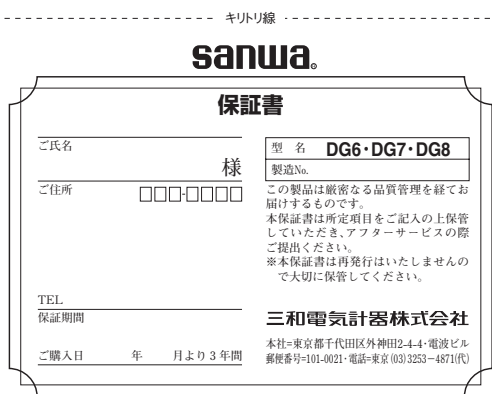 キリトリ線
sanwa®
保証書
ご氏名
様
ご住所
□□□-□□□□
TEL
保証期間
ご購入日 年 月より3年間
型 名 DG6・DG7・DG8
製造No.
この製品は厳密なる品質管理を経てお
届けするものです。
本保証書は所定項目をご記入の上保管
していただき、アフターサービスの際
ご提出ください。
※本保証書は再発行はいたしませんの
で大切に保管してください。
三和電気計器株式会社
本社=東京都千代田区外神田2-4-4・電波ビル
郵便番号=101-0021・電話=東京(03)3253-4871(代)